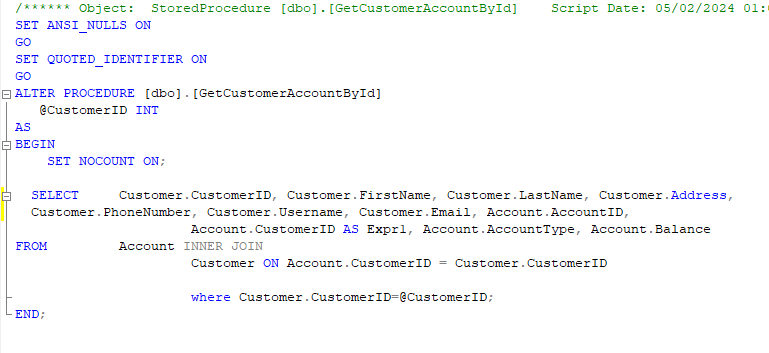 /****** Object:  StoredProcedure [dbo].[GetCustomerAccountById]    Script Date: 05/02/2024 01:
SET ANSI_NULLS ON
GO
SET QUOTED_IDENTIFIER ON
GO
ALTER PROCEDURE [dbo].[GetCustomerAccountById]
@CustomerID INT
AS
BEGIN
SET NOCOUNT ON;
SELECT Customer.CustomerID, Customer.FirstName, Customer.LastName, Customer.Address,
Customer.PhoneNumber, Customer.Username, Customer.Email, Account.AccountID,
Account.CustomerID AS Expr1, Account.AccountType, Account.Balance
FROM Account INNER JOIN
Customer ON Account.CustomerID = Customer.CustomerID
where Customer.CustomerID=@CustomerID;
END;